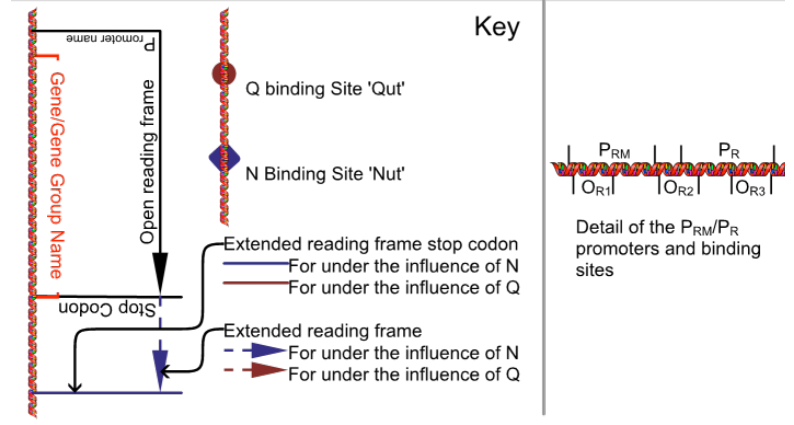 Key
P
romoter name
Gene/Gene Group Name
Open reading frame
Stop Codon
Q binding Site 'Qut'
N Binding Site 'Nut'
Extended reading frame stop codon
For under the influence of N
For under the influence of Q
Extended reading frame
For under the influence of N
For under the influence of Q
PRM PR
OR1 OR2 OR3
Detail of the PRM/PR
promoters and binding
sites